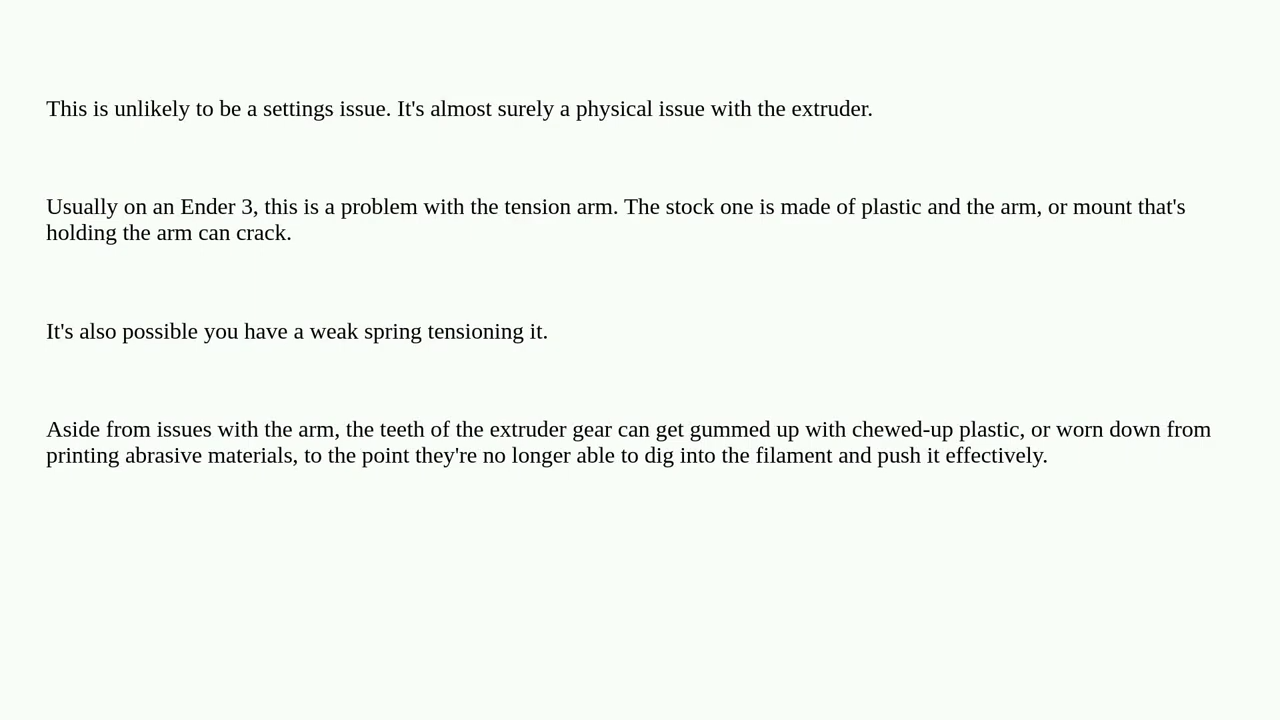 This is unlikely to be a settings issue. It's almost surely a physical issue with the extruder.
Usually on an Ender 3, this is a problem with the tension arm. The stock one is made of plastic and the arm, or mount that's
holding the arm can crack.
It's also possible you have a weak spring tensioning it.
Aside from issues with the arm, the teeth of the extruder gear can get gummed up with chewed-up plastic, or worn down from
printing abrasive materials, to the point they're no longer able to dig into the filament and push it effectively.